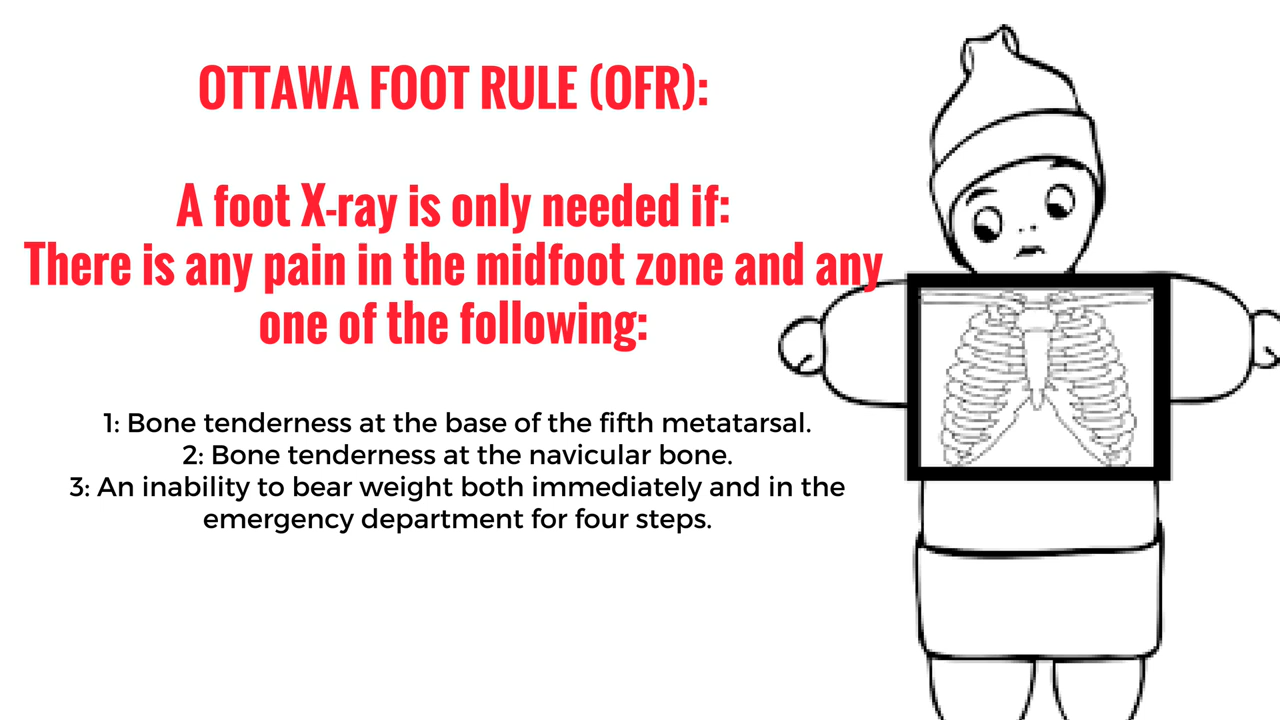 OTTAWA FOOT RULE (OFR):
A foot X-ray is only needed if:
There is any pain in the midfoot zone and any
one of the following:
1: Bone tenderness at the base of the fifth metatarsal.
2: Bone tenderness at the navicular bone.
3: An inability to bear weight both immediately and in the
emergency department for four steps.